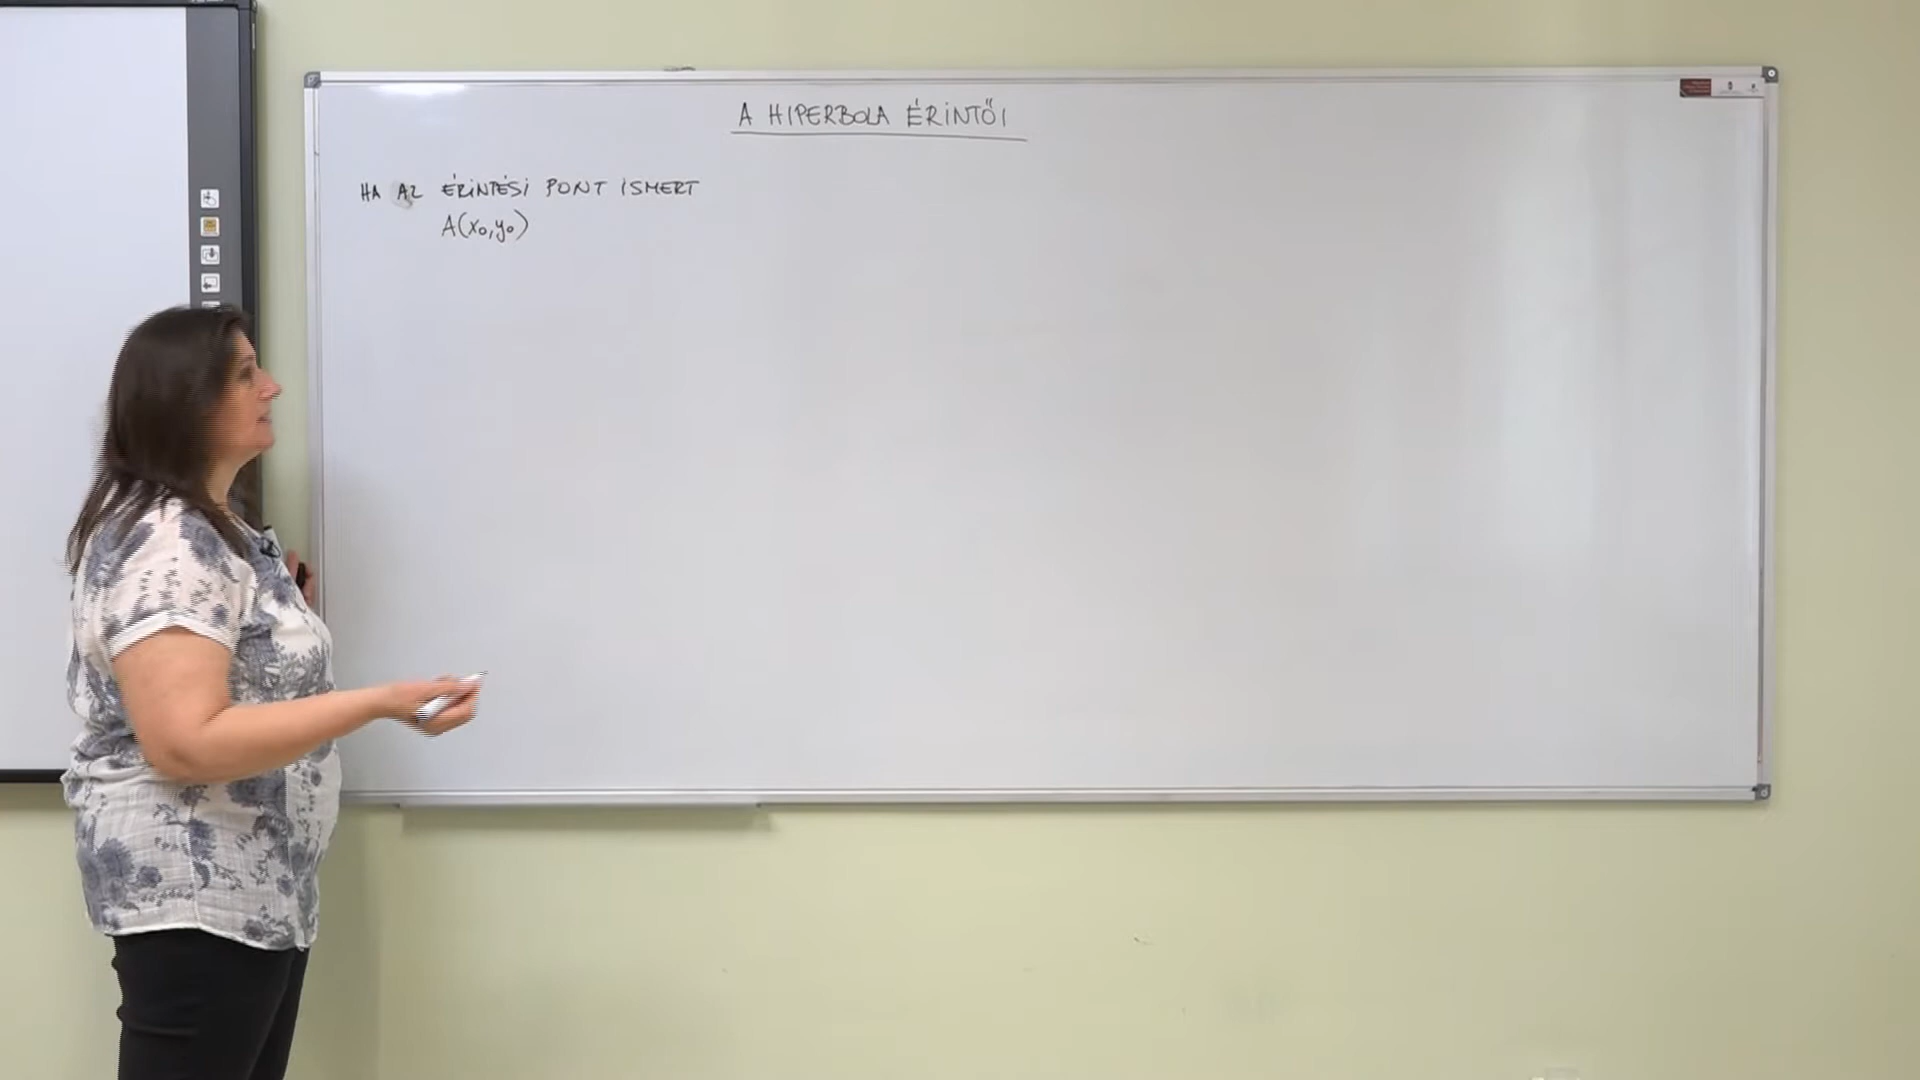 A HIPERBOLA ÉRINTŐI
HA AZ ÉRINTÉSI PONT ISMERT
A(x₀,y₀)